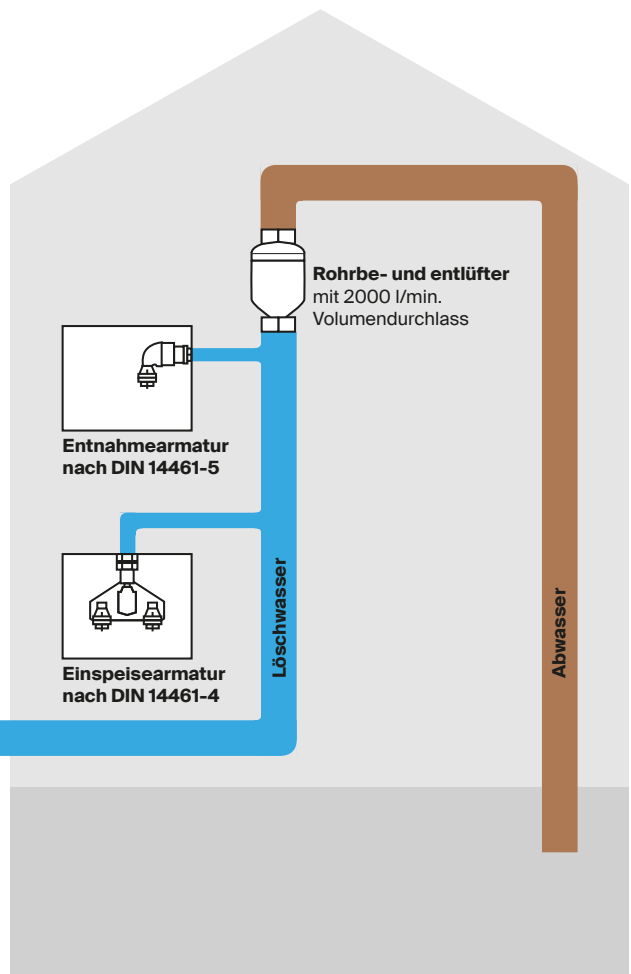 Rohrbe- und entlüfter
mit 2000 l/min.
Volumendurchlass
Entnahmearmatur
nach DIN 14461-5
Einspeisearmatur
nach DIN 14461-4
Löschwasser
Abwasser